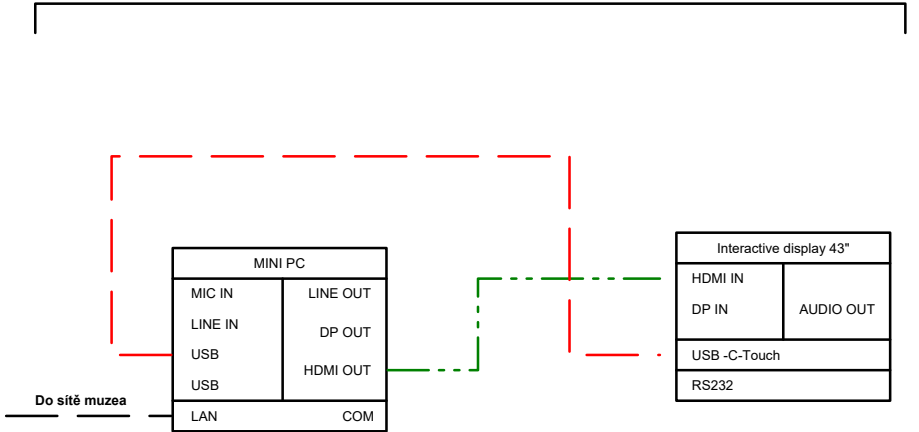 MINI PC
MIC IN
LINE OUT
LINE IN
DP OUT
USB
HDMI OUT
USB
LAN
COM
Do sítě muzea
Interactive display 43"
HDMI IN
DP IN
AUDIO OUT
USB -C-Touch
RS232